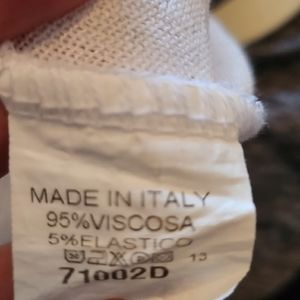 MADE IN ITALY
95%VISCOSA
5%ELASTICO
13
71002D